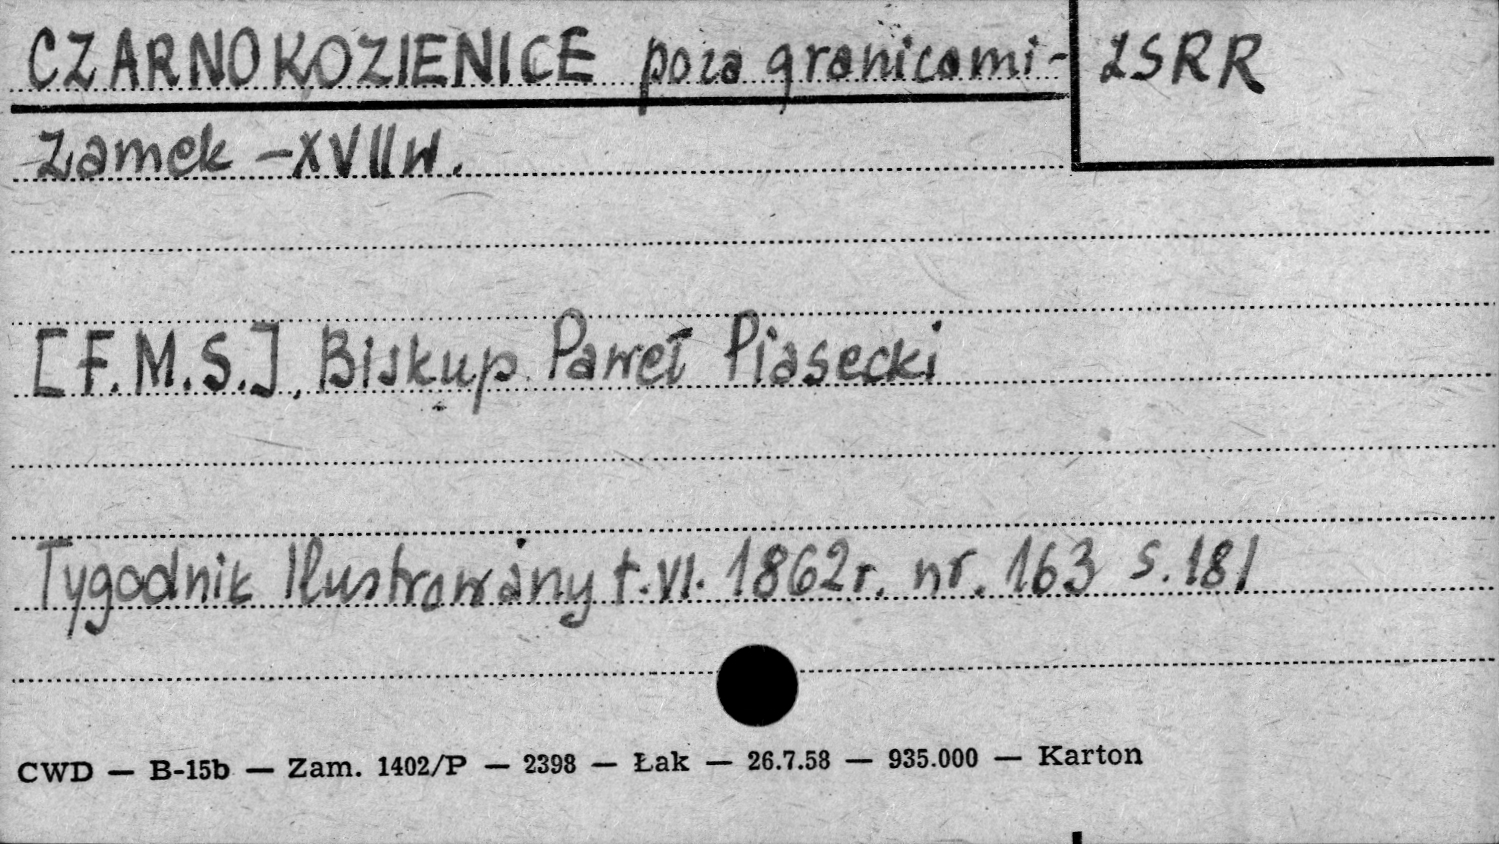 CZARNOKOZIENICE poza granicami- ZSRR
Zamek - XVII w.
[F.M.S.], Biskup Paweł Piasecki
Tygodnik Ilustrowany t.VI. 1862r. nr. 163 s. 181
CWD — B-15b — Zam. 1402/P — 2398 — Łak — 26.7.58 — 935.000 — Karton